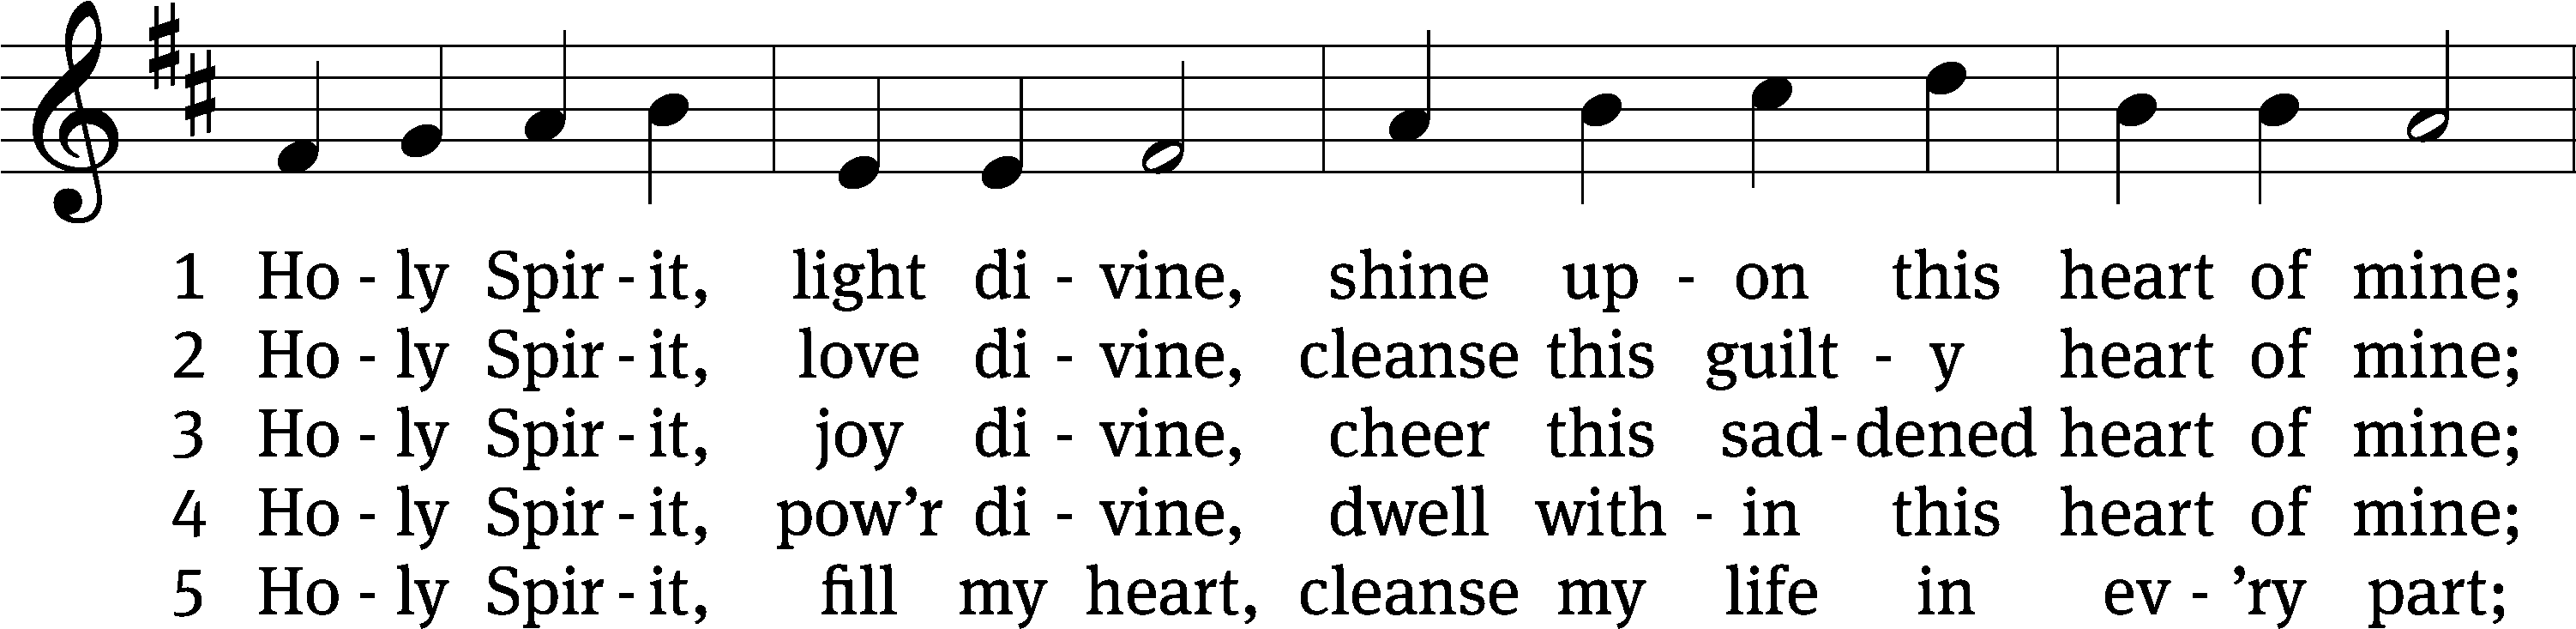 1 Ho - ly Spir - it, light di - vine, shine up - on this heart of mine;
2 Ho - ly Spir - it, love di - vine, cleanse this guilt - y heart of mine;
3 Ho - ly Spir - it, joy di - vine, cheer this sad - dened heart of mine;
4 Ho - ly Spir - it, pow’r di - vine, dwell with - in this heart of mine;
5 Ho - ly Spir - it, fill my heart, cleanse my life in ev - ’ry part;